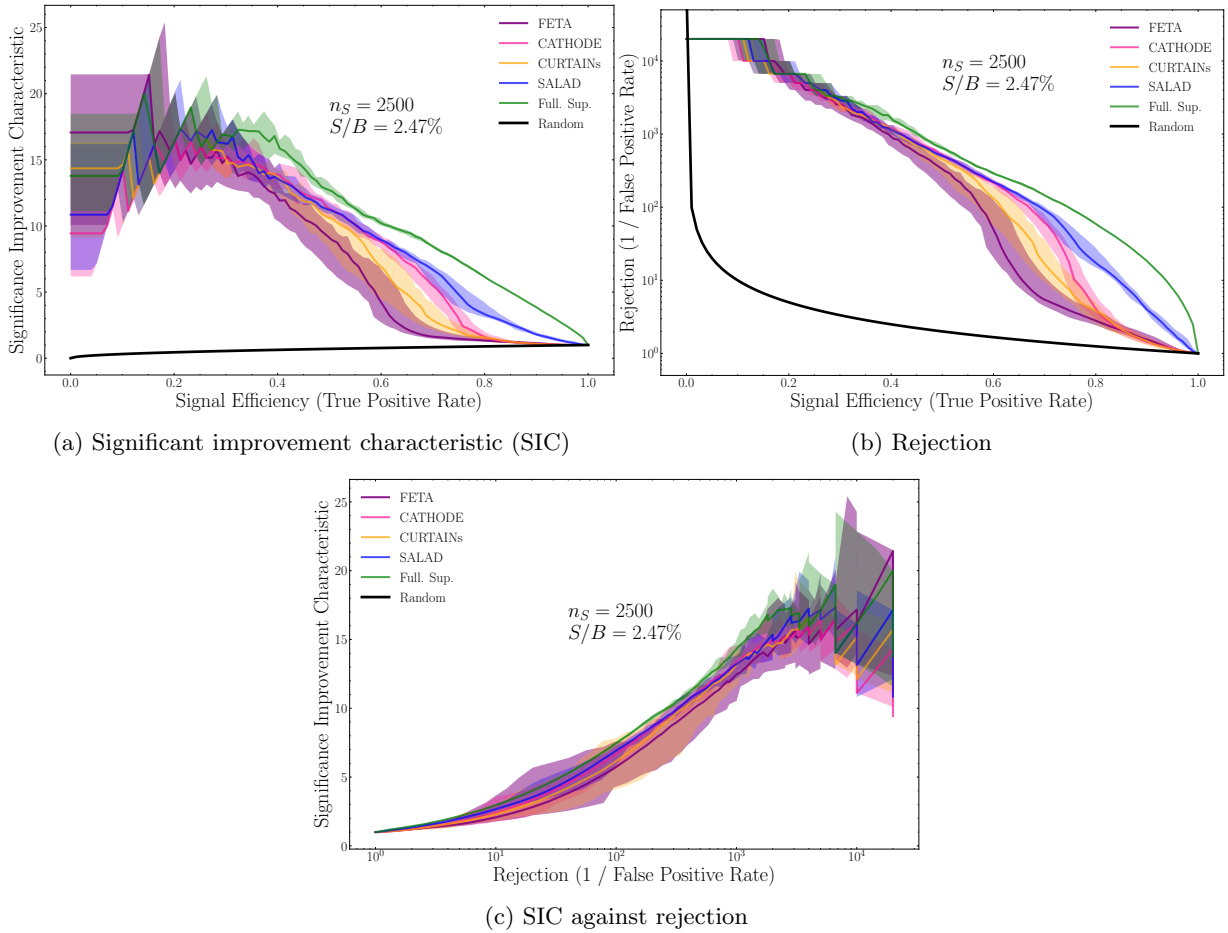 25
20
15
10
5
0
Significance Improvement Characteristic
FETA
CATHODE
CURTAINs
SALAD
Full. Sup.
Random
n_S = 2500
S/B = 2.47%
0.0 0.2 0.4 0.6 0.8 1.0
Signal Efficiency (True Positive Rate)
(a) Significant improvement characteristic (SIC)
10^4
10^3
10^2
10^1
10^0
Rejection (1 / False Positive Rate)
FETA
CATHODE
CURTAINs
SALAD
Full. Sup.
Random
n_S = 2500
S/B = 2.47%
0.0 0.2 0.4 0.6 0.8 1.0
Signal Efficiency (True Positive Rate)
(b) Rejection
25
20
15
10
5
0
Significance Improvement Characteristic
FETA
CATHODE
CURTAINs
SALAD
Full. Sup.
Random
n_S = 2500
S/B = 2.47%
10^0 10^1 10^2 10^3 10^4
Rejection (1 / False Positive Rate)
(c) SIC against rejection